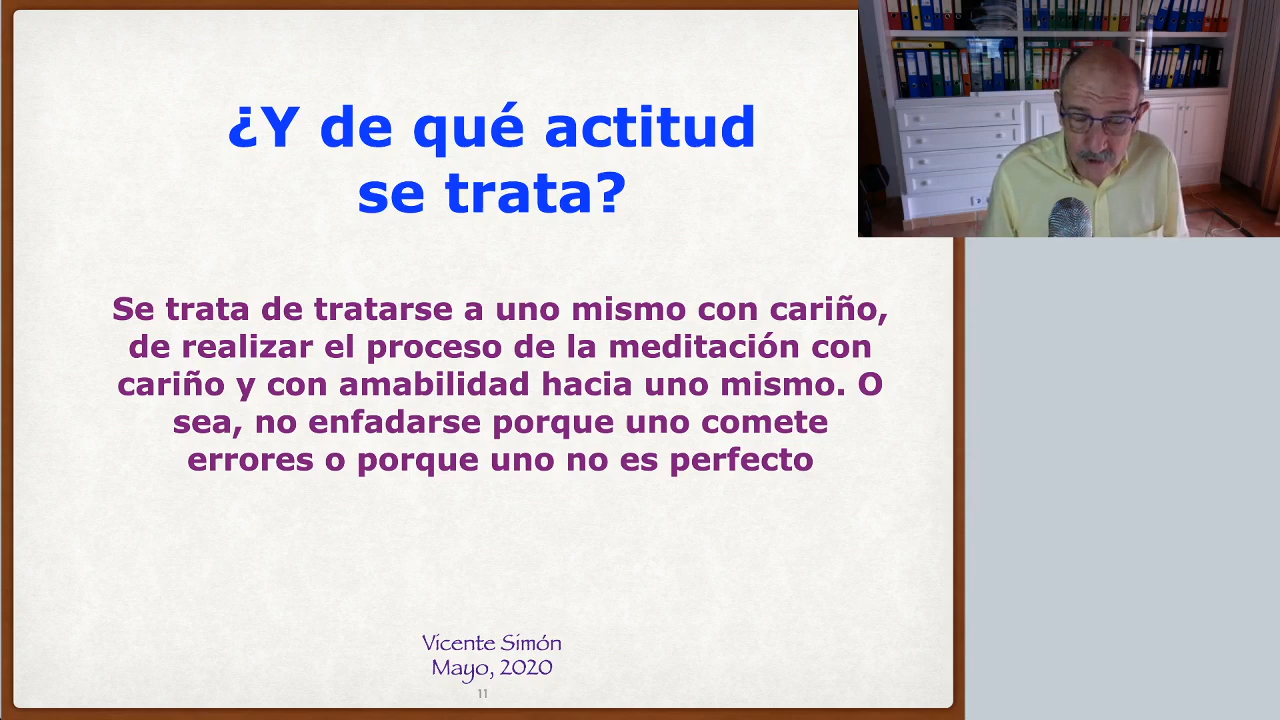 ¿Y de qué actitud
se trata?
Se trata de tratarse a uno mismo con cariño,
de realizar el proceso de la meditación con
cariño y con amabilidad hacia uno mismo. O
sea, no enfadarse porque uno comete
errores o porque uno no es perfecto
Vicente Simón
Mayo, 2020
11